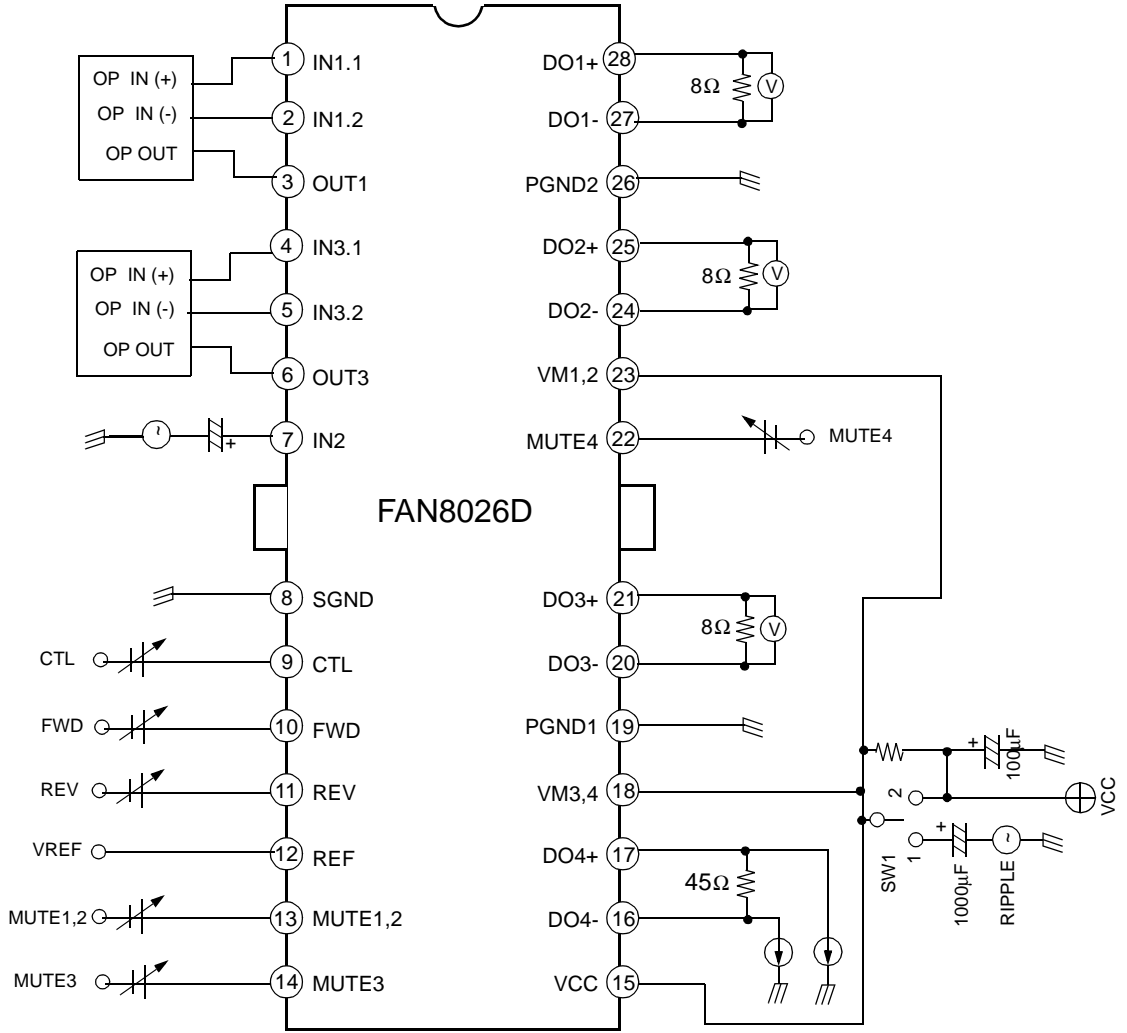 OP IN (+)
OP IN (-)
OP OUT
1 IN1.1
2 IN1.2
3 OUT1
OP IN (+)
OP IN (-)
OP OUT
4 IN3.1
5 IN3.2
6 OUT3
~ + 7 IN2
FAN8026D
8 SGND
CTL 9 CTL
FWD 10 FWD
REV 11 REV
VREF 12 REF
MUTE1,2 13 MUTE1,2
MUTE3 14 MUTE3
DO1+ 28
8Ω V
DO1- 27
PGND2 26
DO2+ 25
8Ω V
DO2- 24
VM1,2 23
MUTE4 22 MUTE4
DO3+ 21
8Ω V
DO3- 20
PGND1 19
VM3,4 18
DO4+ 17
45Ω
DO4- 16
VCC 15
+ 100µF
2
VCC
SW1
1
+ 1000µF
~ RIPPLE